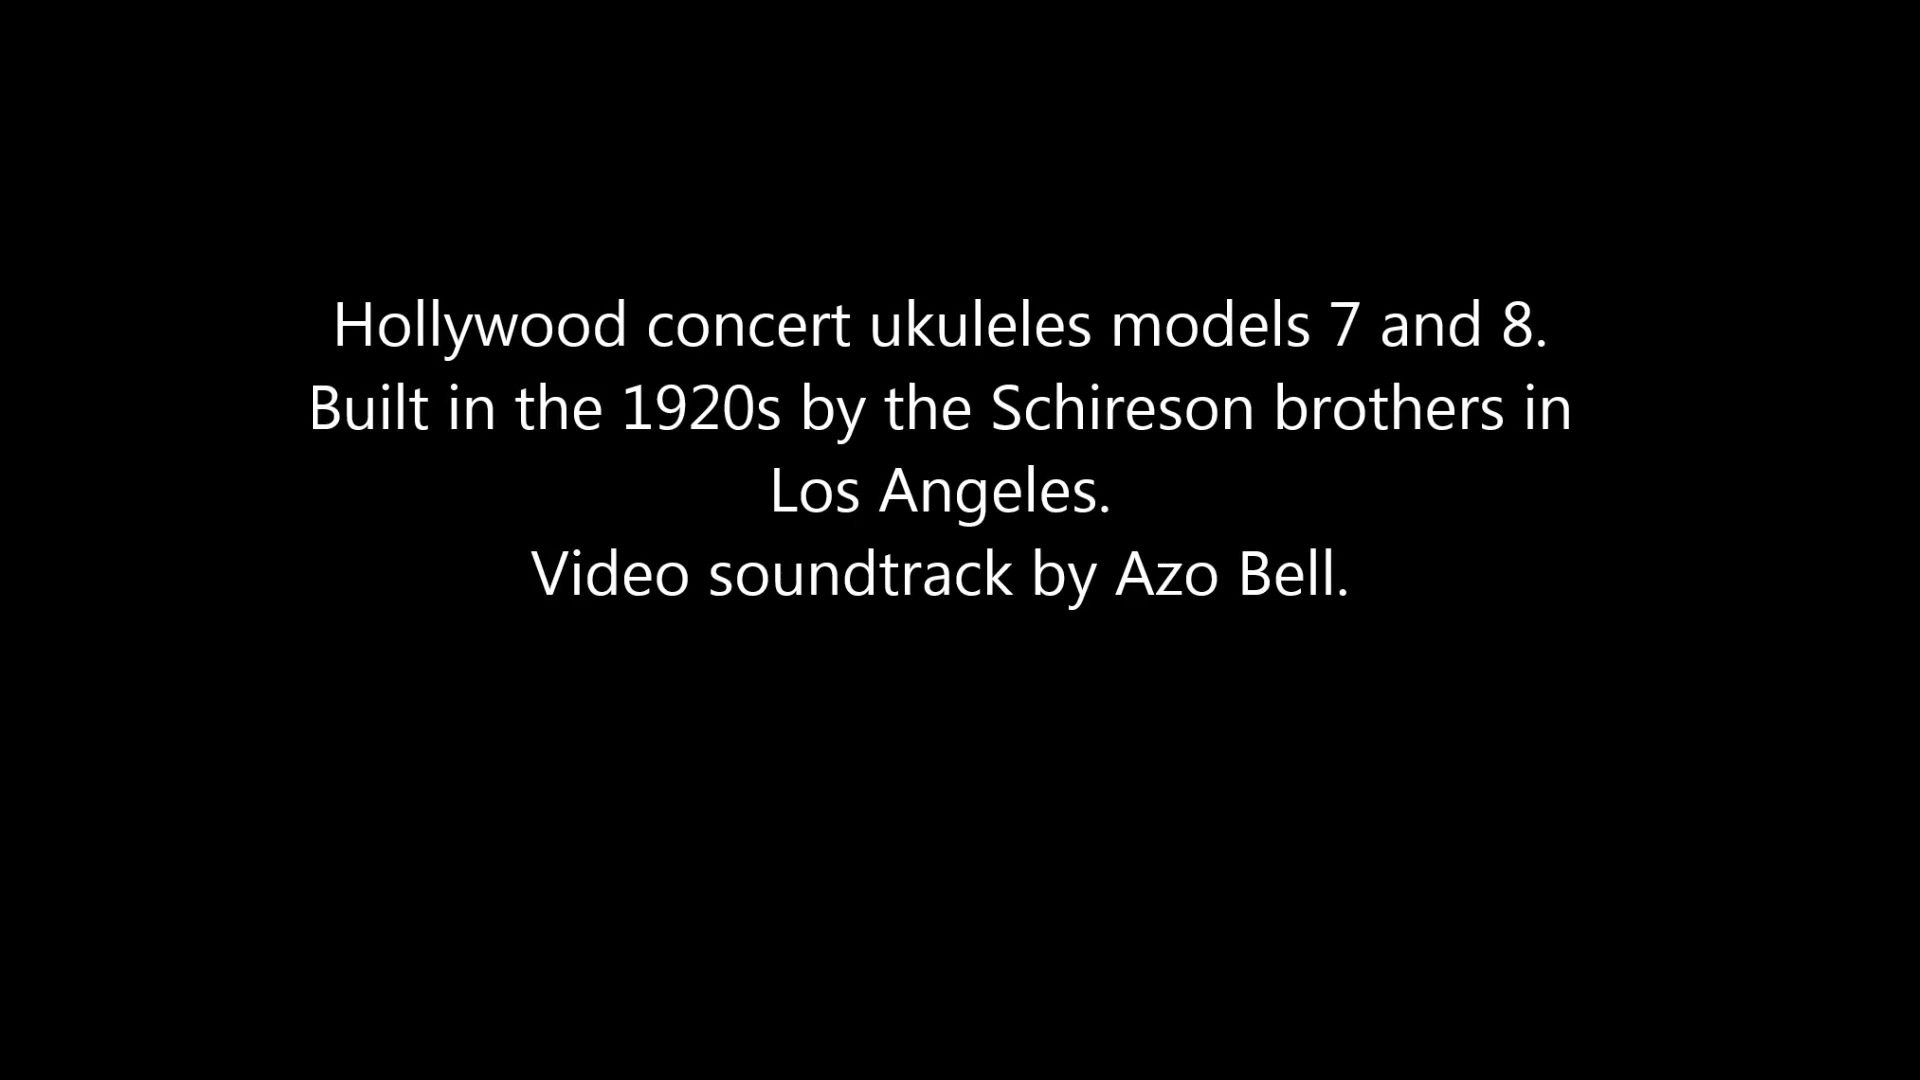 Hollywood concert ukuleles models 7 and 8.
Built in the 1920s by the Schireson brothers in
Los Angeles.
Video soundtrack by Azo Bell.